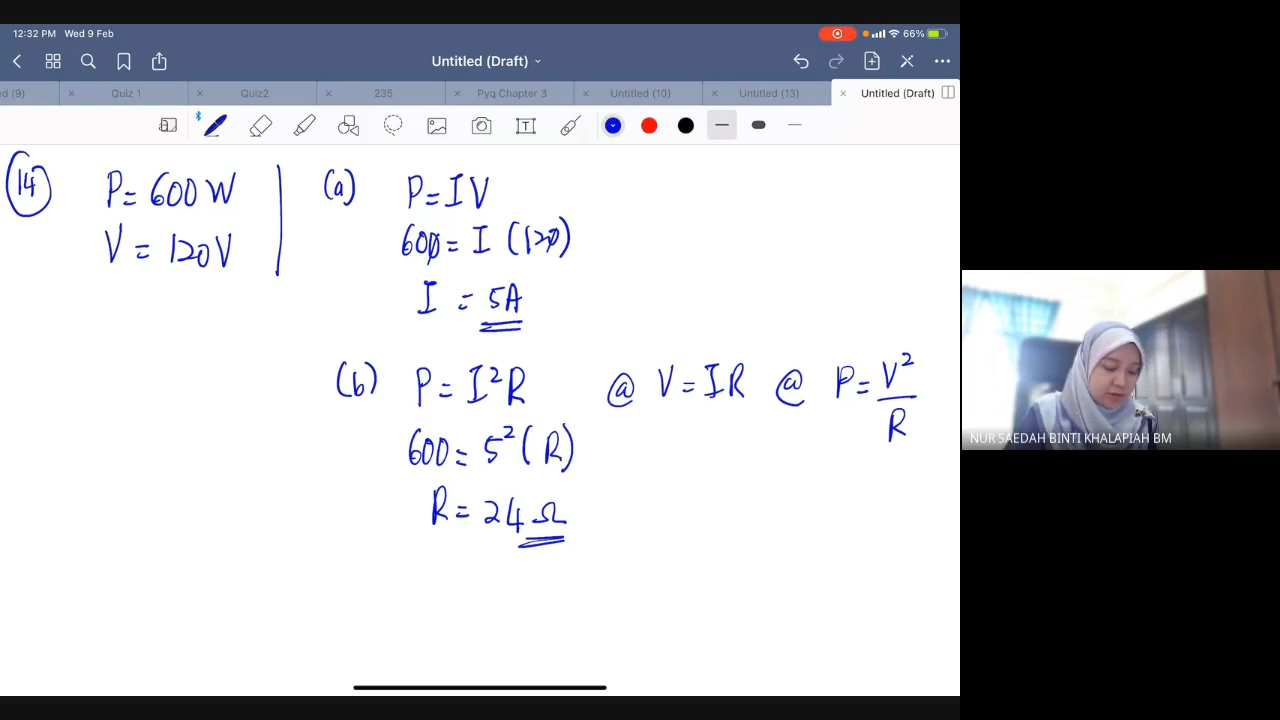 12:32 PM Wed 9 Feb
66%
Untitled (Draft)
ed (9)
Quiz 1
Quiz2
235
Pyq Chapter 3
Untitled (10)
Untitled (13)
Untitled (Draft)
14
P = 600 W
V = 120V
(a) P = IV
600 = I (120)
I = 5A
(b) P = I²R @ V = IR @ P = V²/R
600 = 5² (R)
R = 24 Ω
NUR SAEDAH BINTI KHALAPIAH BM